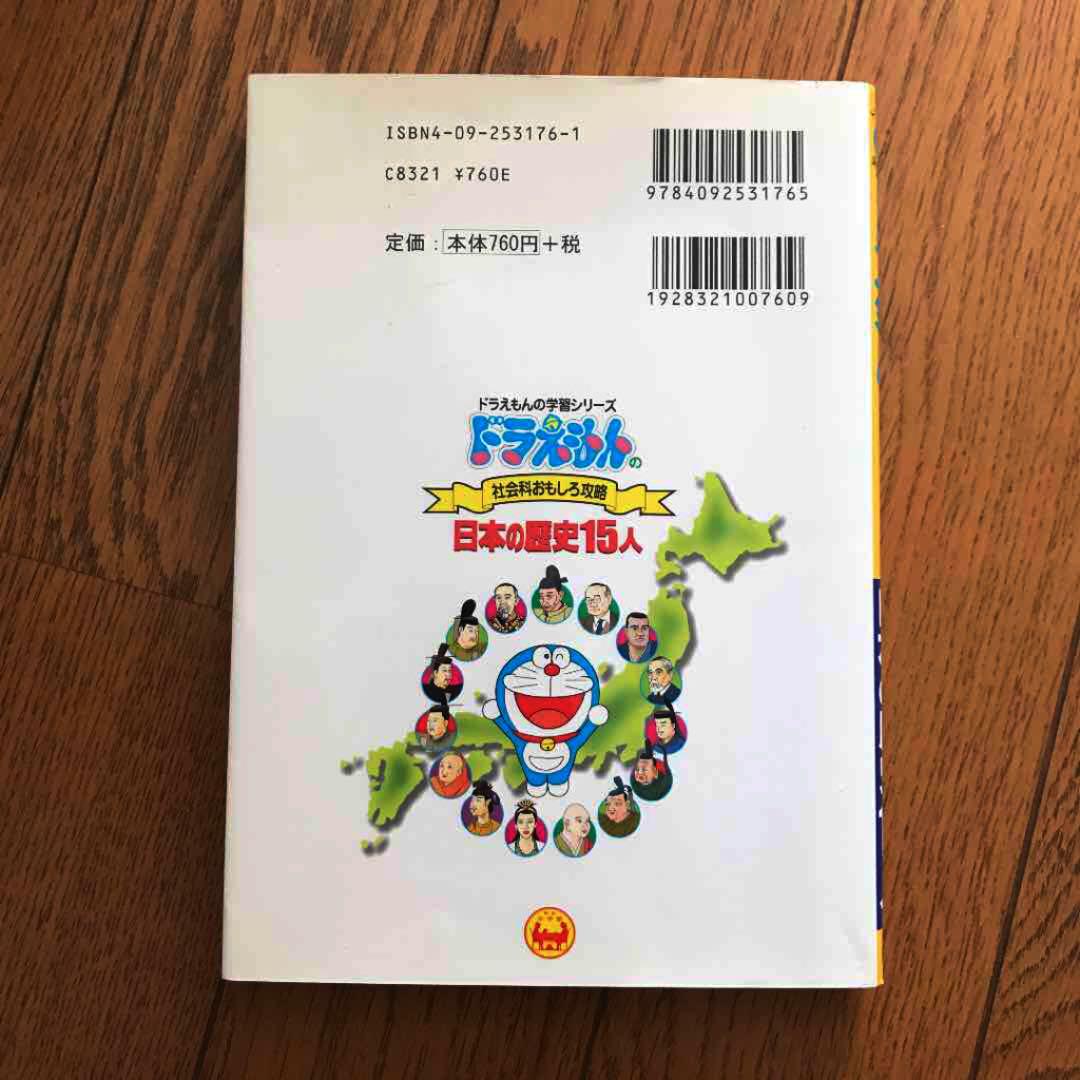 ISBN4-09-253176-1
C8321 ¥760E
定価：本体760円＋税
9784092531765
1928321007609
ドラえもんの学習シリーズ
ドラえもんの
社会科おもしろ攻略
日本の歴史15人